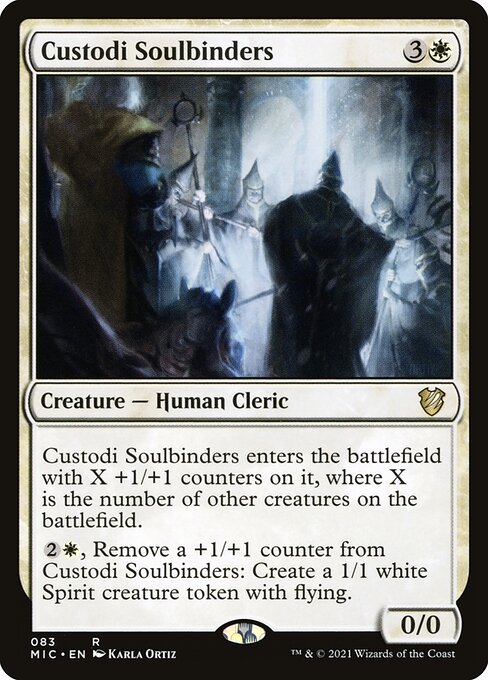 Custodi Soulbinders 3
Creature — Human Cleric
Custodi Soulbinders enters the battlefield
with X +1/+1 counters on it, where X
is the number of other creatures on the
battlefield.
2, Remove a +1/+1 counter from
Custodi Soulbinders: Create a 1/1 white
Spirit creature token with flying.
0/0
083 R
MIC • EN Karla Ortiz
™ & © 2021 Wizards of the Coast